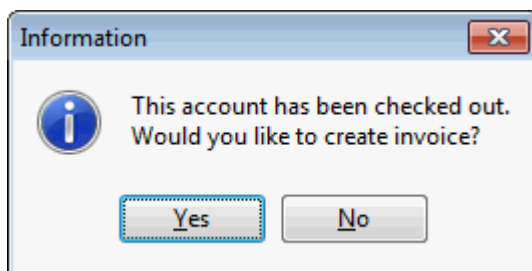 Information
This account has been checked out.
Would you like to create invoice?
Yes No